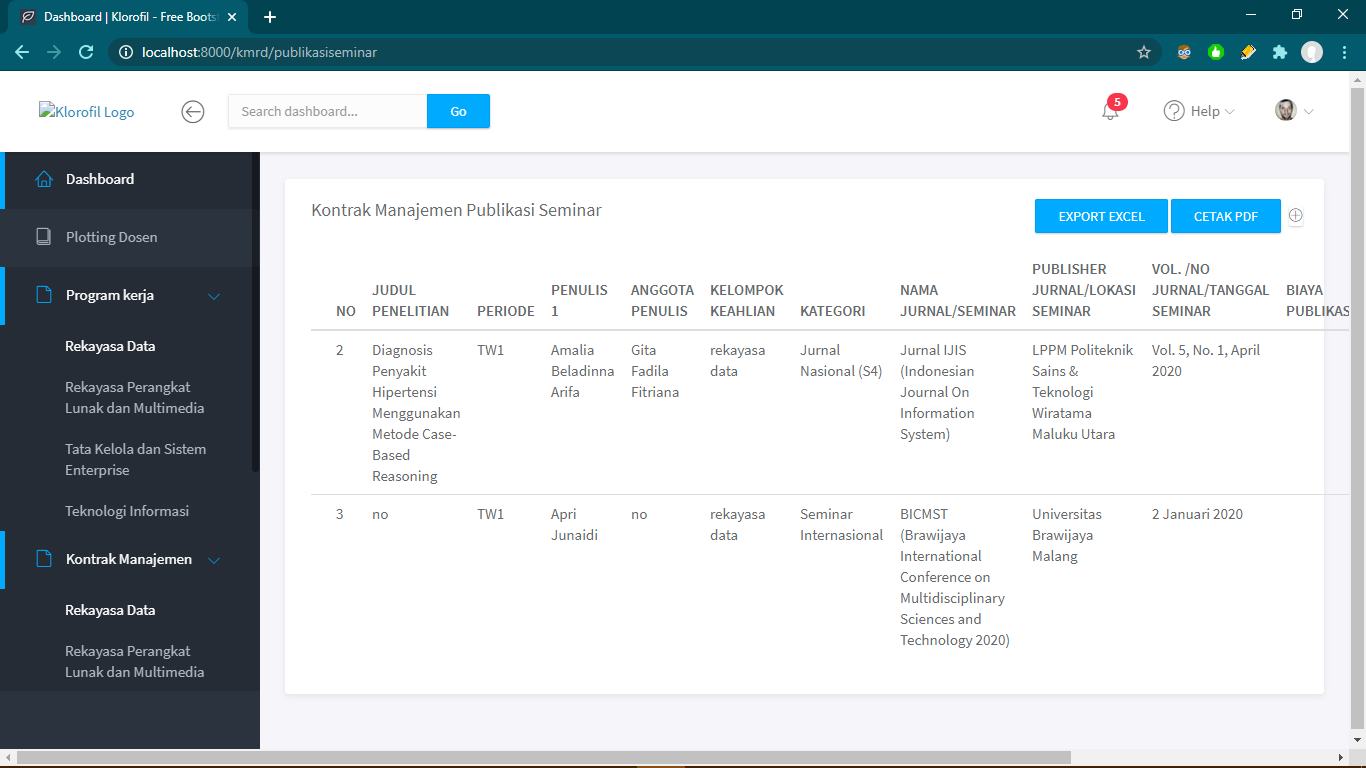 Dashboard | Klorofil - Free Boots
localhost:8000/kmrd/publikasiseminar
Klorofil Logo
Search dashboard...
Go
5
Help
Dashboard
Plotting Dosen
Program kerja
Rekayasa Data
Rekayasa Perangkat
Lunak dan Multimedia
Tata Kelola dan Sistem
Enterprise
Teknologi Informasi
Kontrak Manajemen
Rekayasa Data
Rekayasa Perangkat
Lunak dan Multimedia
Kontrak Manajemen Publikasi Seminar
EXPORT EXCEL
CETAK PDF
NO
JUDUL
PENELITIAN
PERIODE
PENULIS
1
ANGGOTA
PENULIS
KELOMPOK
KEAHLIAN
KATEGORI
NAMA
JURNAL/SEMINAR
PUBLISHER
JURNAL/LOKASI
SEMINAR
VOL. /NO
JURNAL/TANGGAL
SEMINAR
BIAYA
PUBLIKAS
2
Diagnosis
Penyakit
Hipertensi
Menggunakan
Metode Case-
Based
Reasoning
TW1
Amalia
Beladinna
Arifa
Gita
Fadila
Fitriana
rekayasa
data
Jurnal
Nasional (S4)
Jurnal IJIS
(Indonesian
Journal On
Information
System)
LPPM Politeknik
Sains &
Teknologi
Wiratama
Maluku Utara
Vol. 5, No. 1, April
2020
3
no
TW1
Apri
Junaidi
no
rekayasa
data
Seminar
Internasional
BICMST
(Brawijaya
International
Conference on
Multidisciplinary
Sciences and
Technology 2020)
Universitas
Brawijaya
Malang
2 Januari 2020